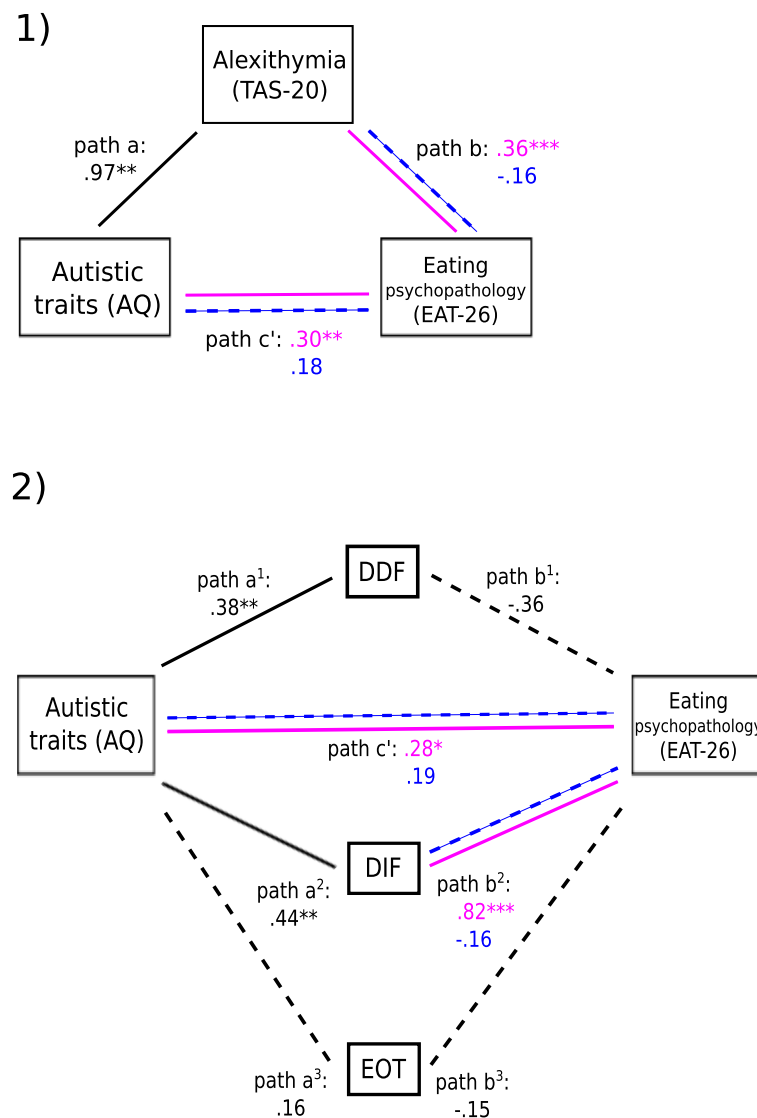 1)
Alexithymia
(TAS-20)
path a:
.97**
path b: .36***
-.16
Autistic
traits (AQ)
Eating
psychopathology
(EAT-26)
path c': .30**
.18
2)
DDF
path a¹:
.38**
path b¹:
-.36
Autistic
traits (AQ)
Eating
psychopathology
(EAT-26)
path c': .28*
.19
DIF
path a²:
.44**
path b²:
.82***
-.16
EOT
path a³:
.16
path b³:
-.15